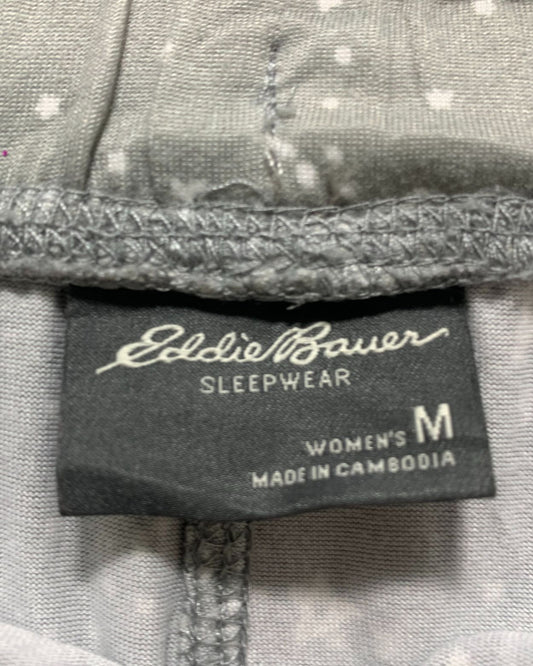 Eddie Bauer
SLEEPWEAR
WOMEN'S M
MADE IN CAMBODIA